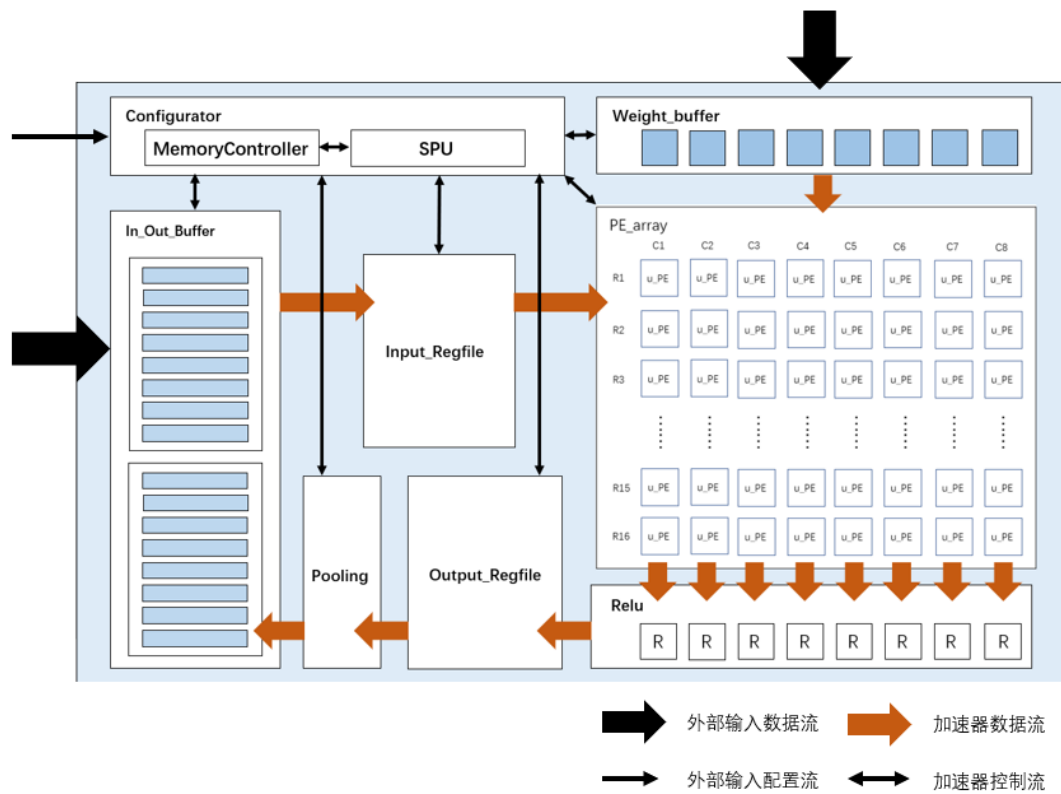 Configurator
MemoryController
SPU
Weight_buffer
In_Out_Buffer
Input_Regfile
PE_array
C1 C2 C3 C4 C5 C6 C7 C8
R1 u_PE u_PE u_PE u_PE u_PE u_PE u_PE u_PE
R2 u_PE u_PE u_PE u_PE u_PE u_PE u_PE u_PE
R3 u_PE u_PE u_PE u_PE u_PE u_PE u_PE u_PE
R15 u_PE u_PE u_PE u_PE u_PE u_PE u_PE u_PE
R16 u_PE u_PE u_PE u_PE u_PE u_PE u_PE u_PE
Pooling
Output_Regfile
Relu
R R R R R R R R
外部输入数据流
加速器数据流
外部输入配置流
加速器控制流